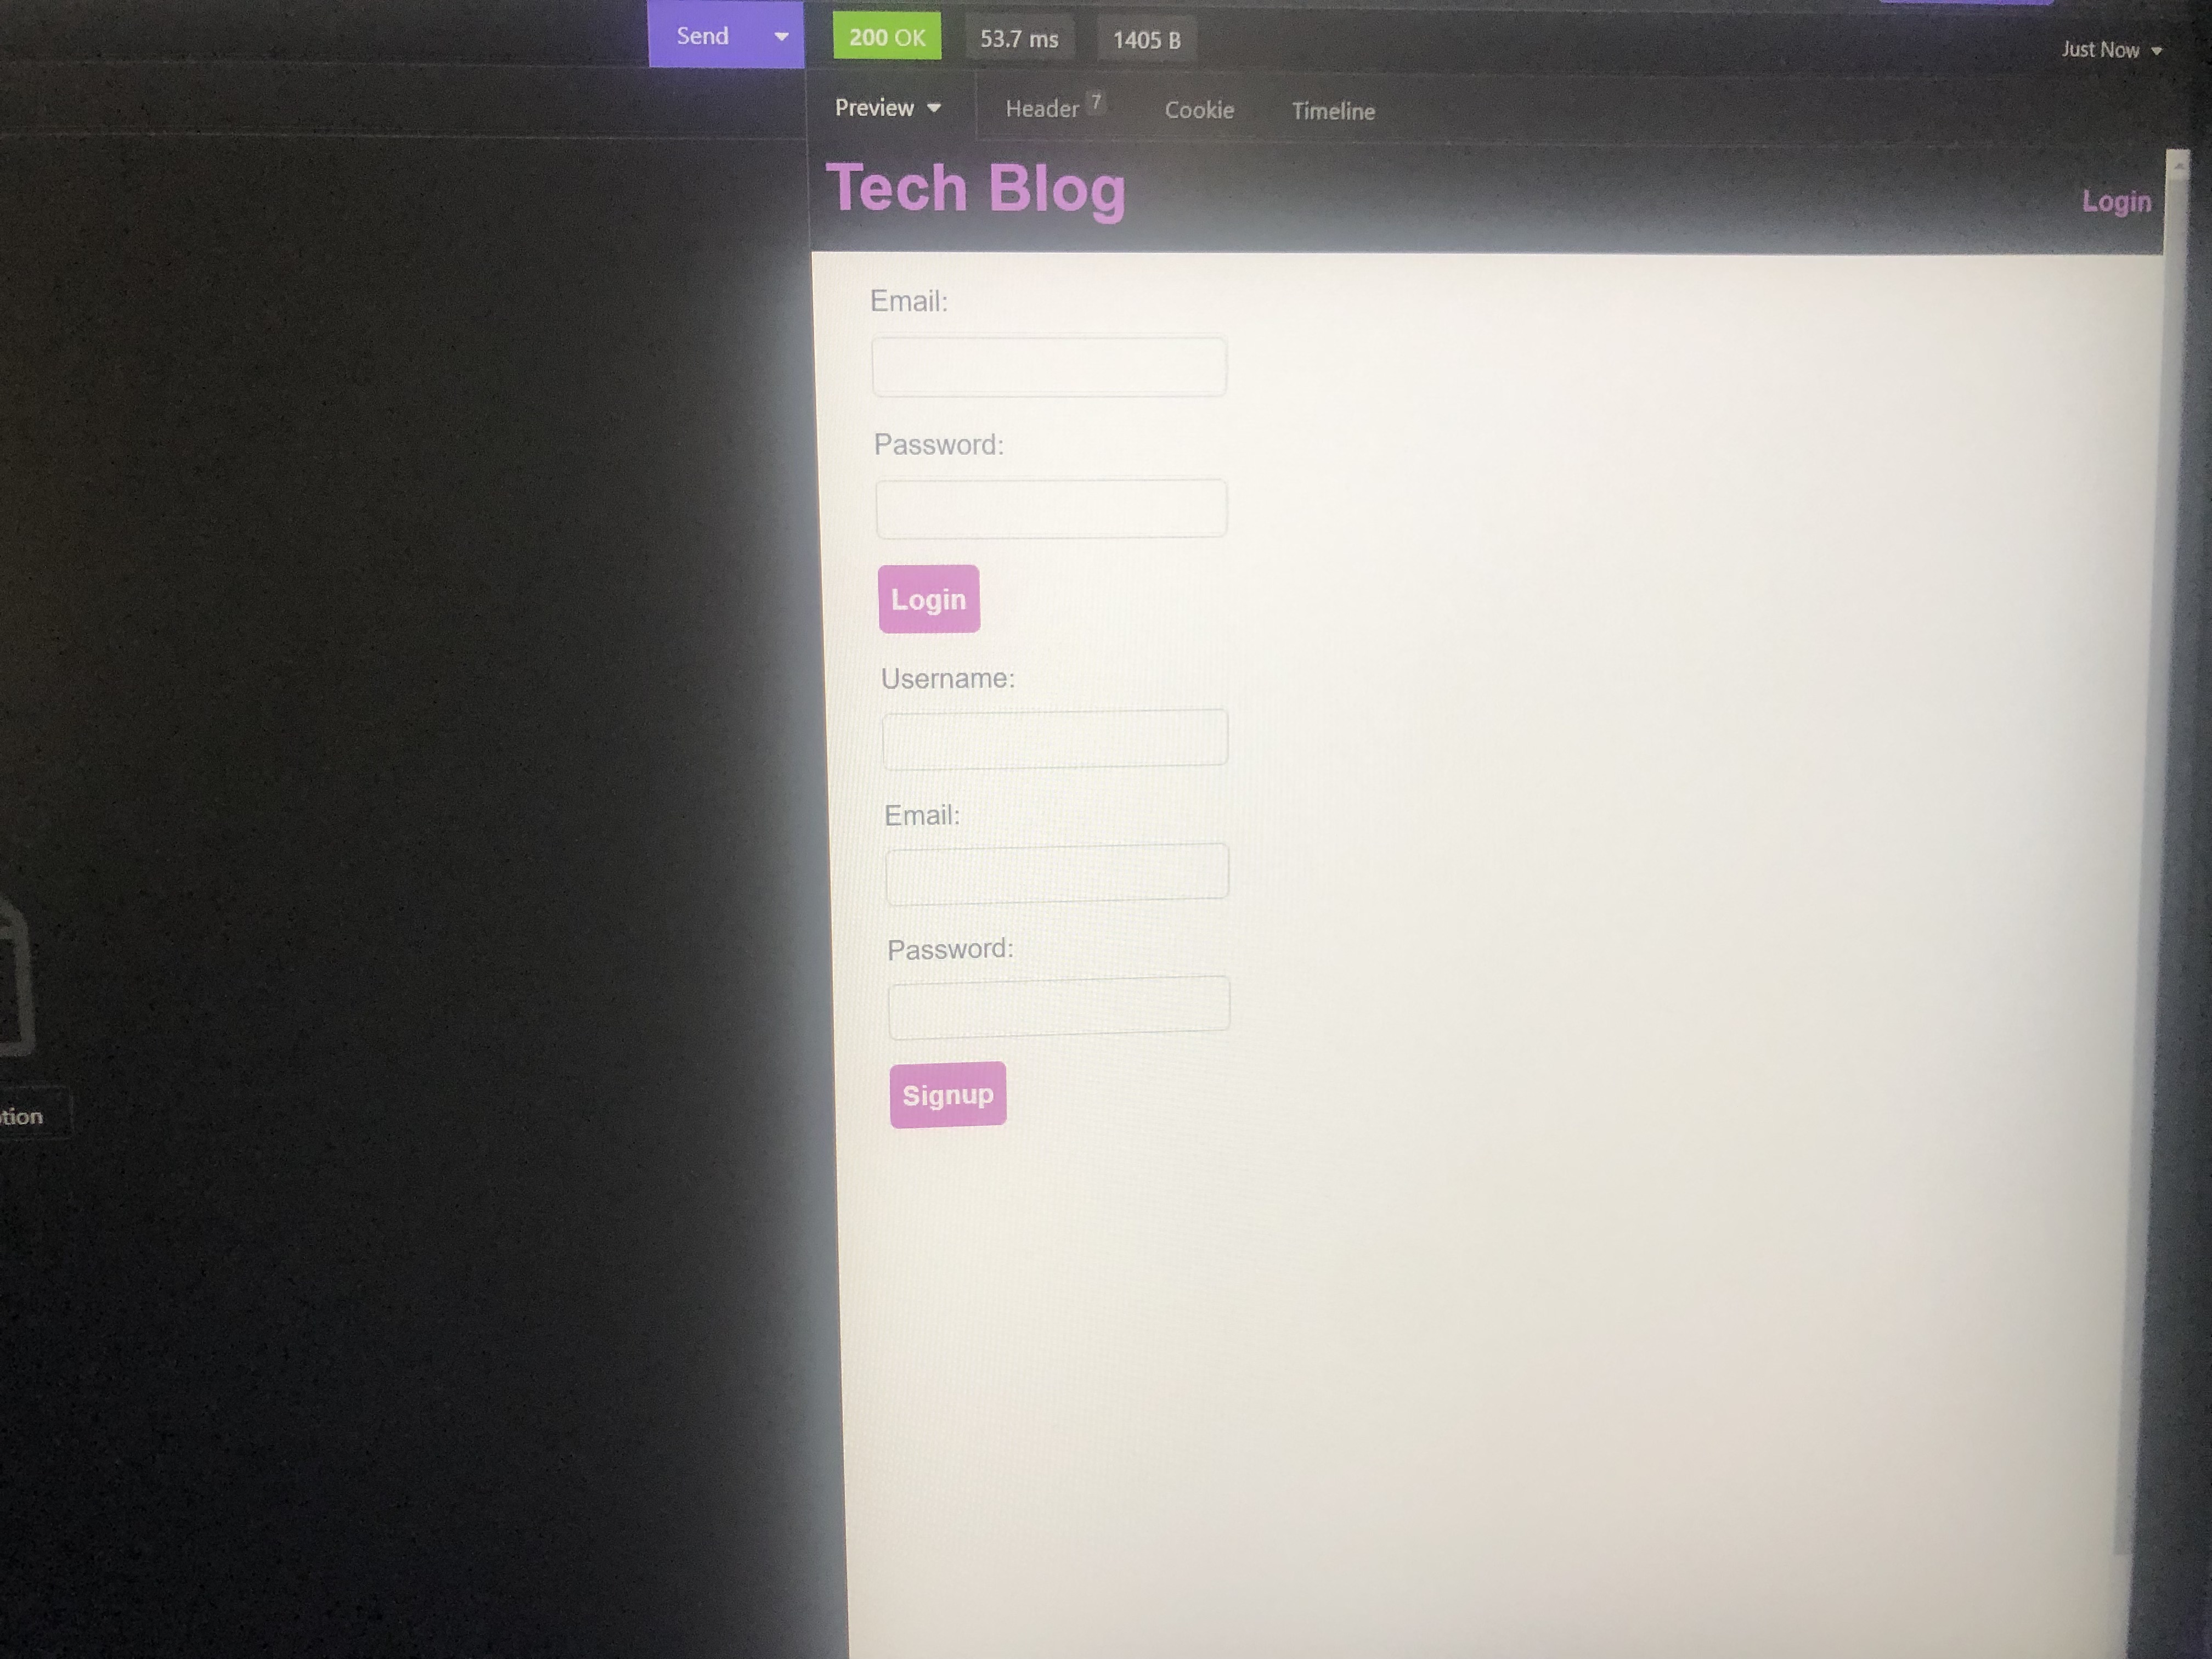 Send 200 OK 53.7 ms 1405 B Just Now
Preview Header 7 Cookie Timeline
Tech Blog
Login
Email:
Password:
Login
Username:
Email:
Password:
Signup